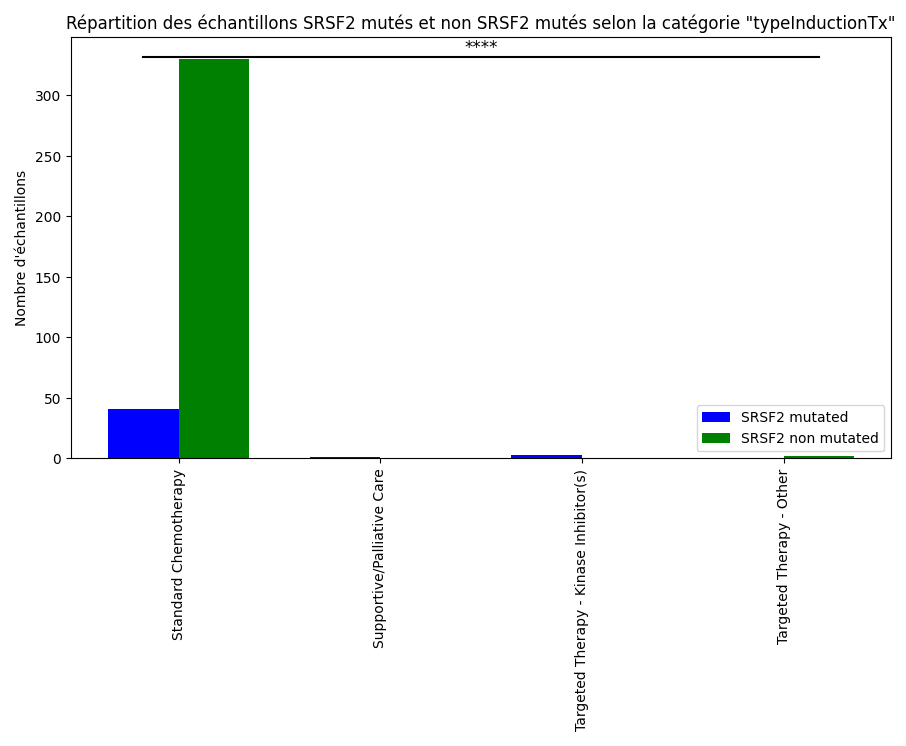 Répartition des échantillons SRSF2 mutés et non SRSF2 mutés selon la catégorie "typeInductionTx"
****
300
250
200
150
100
50
0
Nombre d'échantillons
SRSF2 mutated
SRSF2 non mutated
Standard Chemotherapy
Supportive/Palliative Care
Targeted Therapy - Kinase Inhibitor(s)
Targeted Therapy - Other